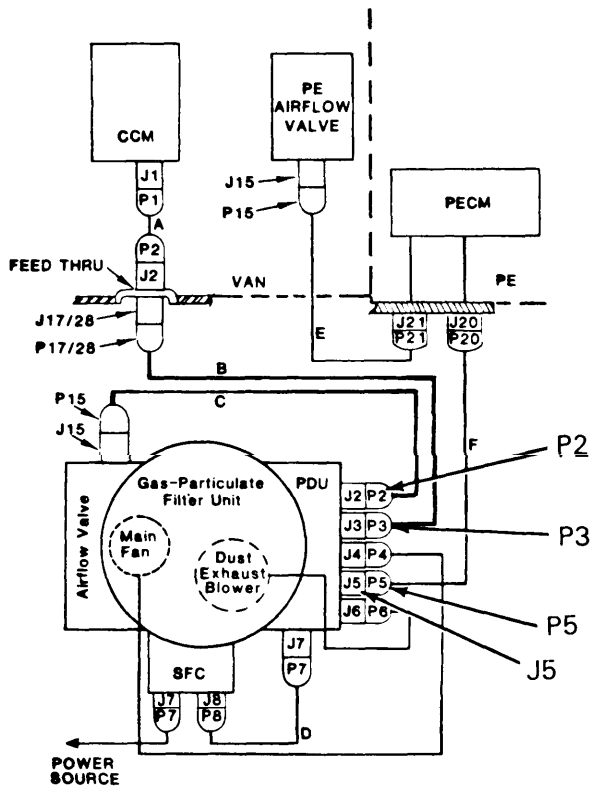 CCM
J1
P1
A
P2
J2
FEED THRU
J17/28
P17/28
PE
AIRFLOW
VALVE
J15
P15
PECM
VAN
PE
J21
P21
J20
P20
E
B
C
F
P15
J15
Airflow Valve
Gas-Particulate
Filter Unit
PDU
Main
Fan
Dust
Exhaust
Blower
J2 P2
J3 P3
J4 P4
J5 P5
J6 P6
P2
P3
P5
J5
SFC
J7
P7
J7
P7
J8
P8
D
POWER
SOURCE